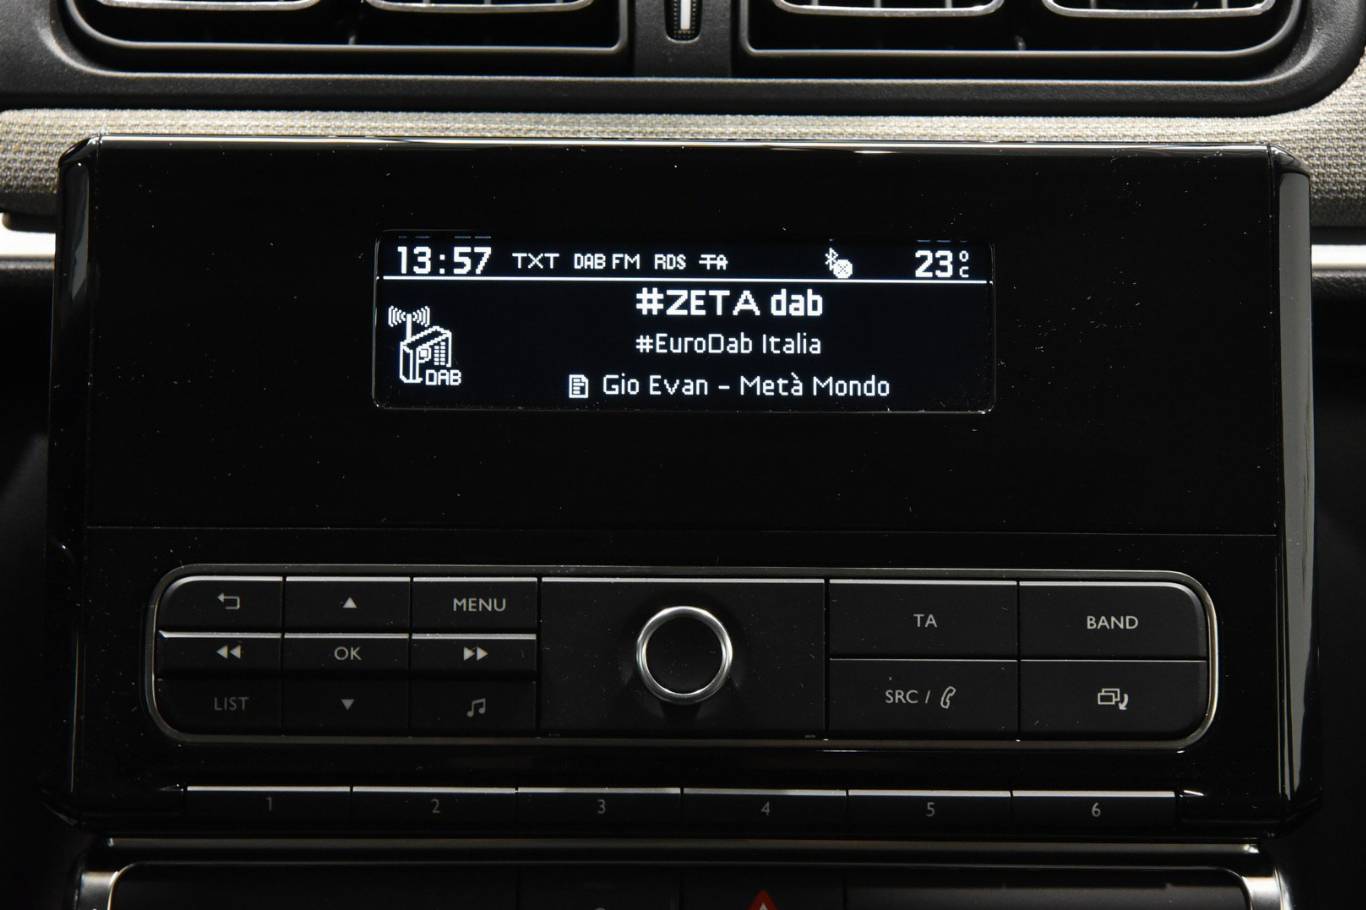 13:57 TXT DAB FM RDS TA 23°C
#ZETA dab
#EuroDab Italia
DAB
Gio Evan - Metà Mondo
MENU
TA
BAND
OK
SRC /
LIST
1 2 3 4 5 6